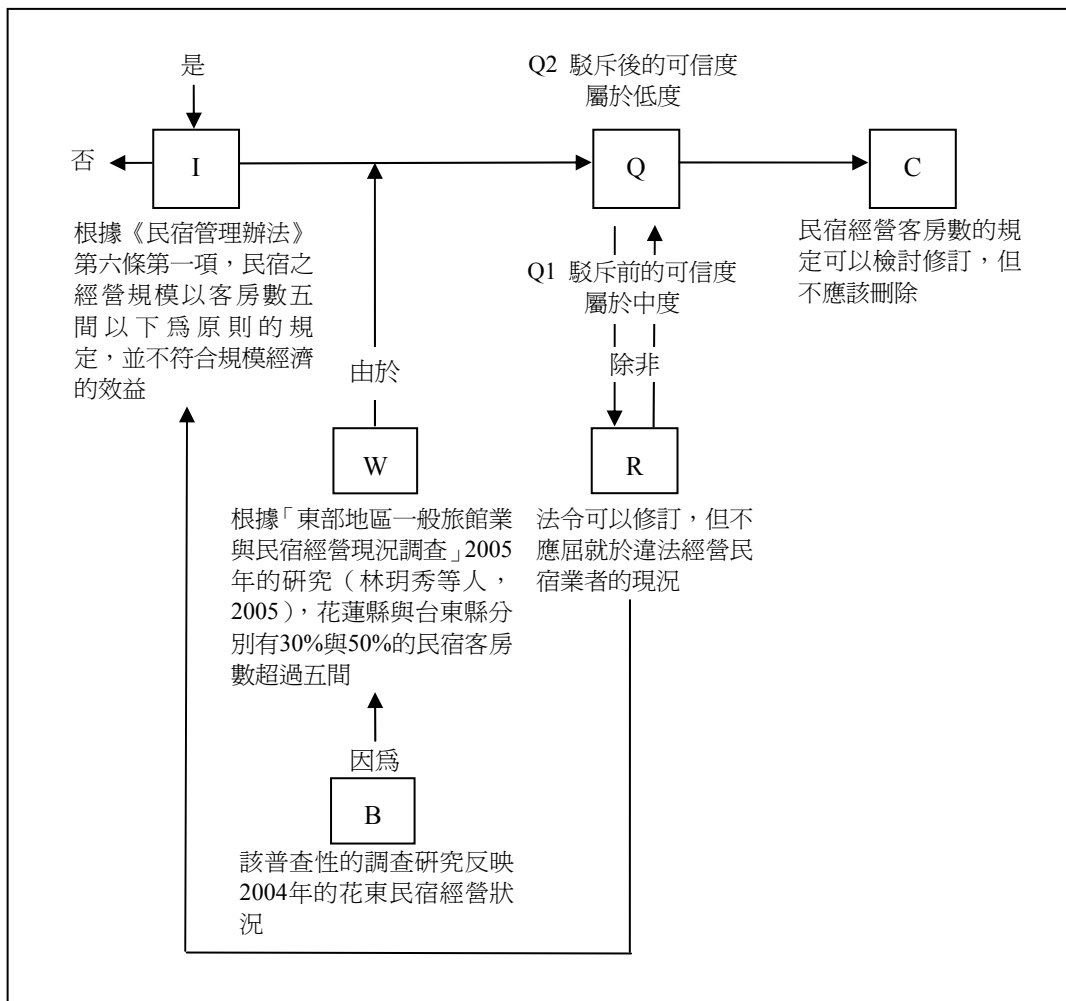 是
Q2 駁斥後的可信度
屬於低度
否
I
Q
C
根據《民宿管理辦法》
第六條第一項，民宿之
經營規模以客房數五
間以下為原則的規
定，並不符合規模經濟
的效益
民宿經營客房數的規
定可以檢討修訂，但
不應該刪除
Q1 駁斥前的可信度
屬於中度
由於
除非
W
R
根據「東部地區一般旅館業
與民宿經營現況調查」2005
年的研究（林玥秀等人，
2005），花蓮縣與台東縣分
別有30%與50%的民宿客房
數超過五間
法令可以修訂，但不
應屈就於違法經營民
宿業者的現況
因為
B
該普查性的調查研究反映
2004年的花東民宿經營狀
況